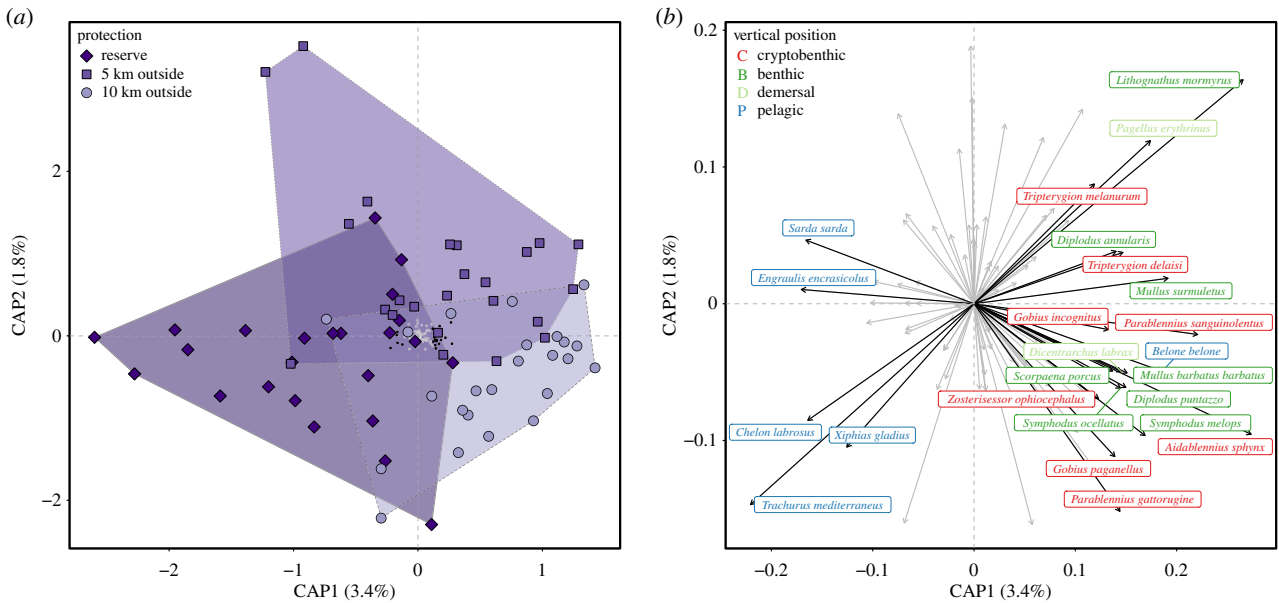 (a)
protection
reserve
5 km outside
10 km outside
2
0
−2
−2
−1
0
1
CAP2 (1.8%)
CAP1 (3.4%)
(b)
vertical position
C cryptobenthic
B benthic
D demersal
P pelagic
0.2
0.1
0
−0.1
−0.2
−0.1
0
0.1
0.2
CAP2 (1.8%)
CAP1 (3.4%)
Lithognathus mormyrus
Pagellus erythrinus
Tripterygion melanurum
Sarda sarda
Diplodus annularis
Tripterygion delaisi
Engraulis encrasicolus
Mullus surmuletus
Gobius incognitus
Parablennius sanguinolentus
Dicentrarchus labrax
Belone belone
Scorpaena porcus
Mullus barbatus barbatus
Zosterisessor ophiocephalus
Diplodus puntazzo
Symphodus ocellatus
Symphodus melops
Chelon labrosus
Xiphias gladius
Aidablennius sphynx
Gobius paganellus
Trachurus mediterraneus
Parablennius gattorugine